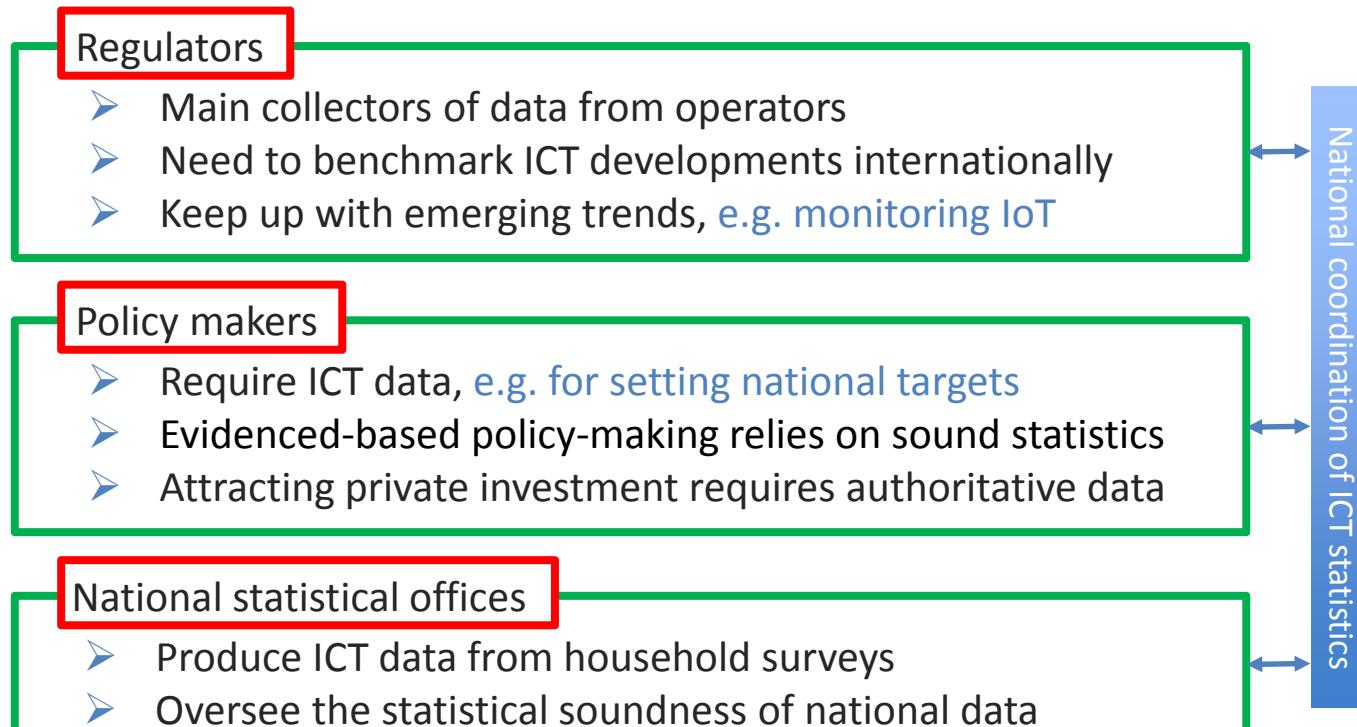 Regulators
➢ Main collectors of data from operators
➢ Need to benchmark ICT developments internationally
➢ Keep up with emerging trends, e.g. monitoring IoT
Policy makers
➢ Require ICT data, e.g. for setting national targets
➢ Evidenced-based policy-making relies on sound statistics
➢ Attracting private investment requires authoritative data
National statistical offices
➢ Produce ICT data from household surveys
➢ Oversee the statistical soundness of national data
National coordination of ICT statistics